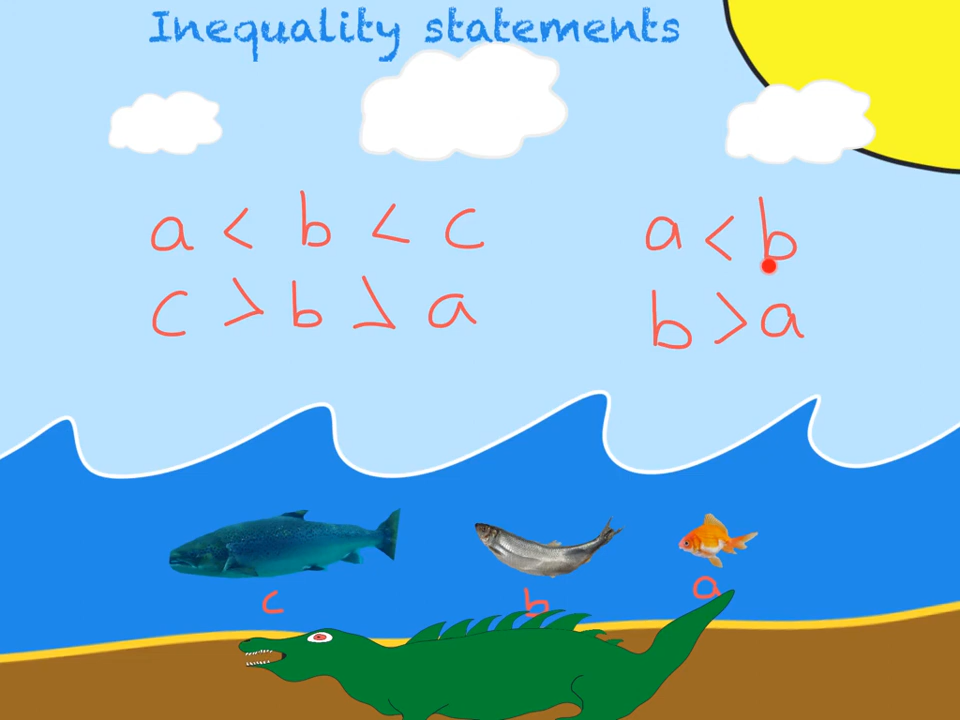 Inequality statements
a < b < c
c > b > a
a < b
b > a
c
b
a